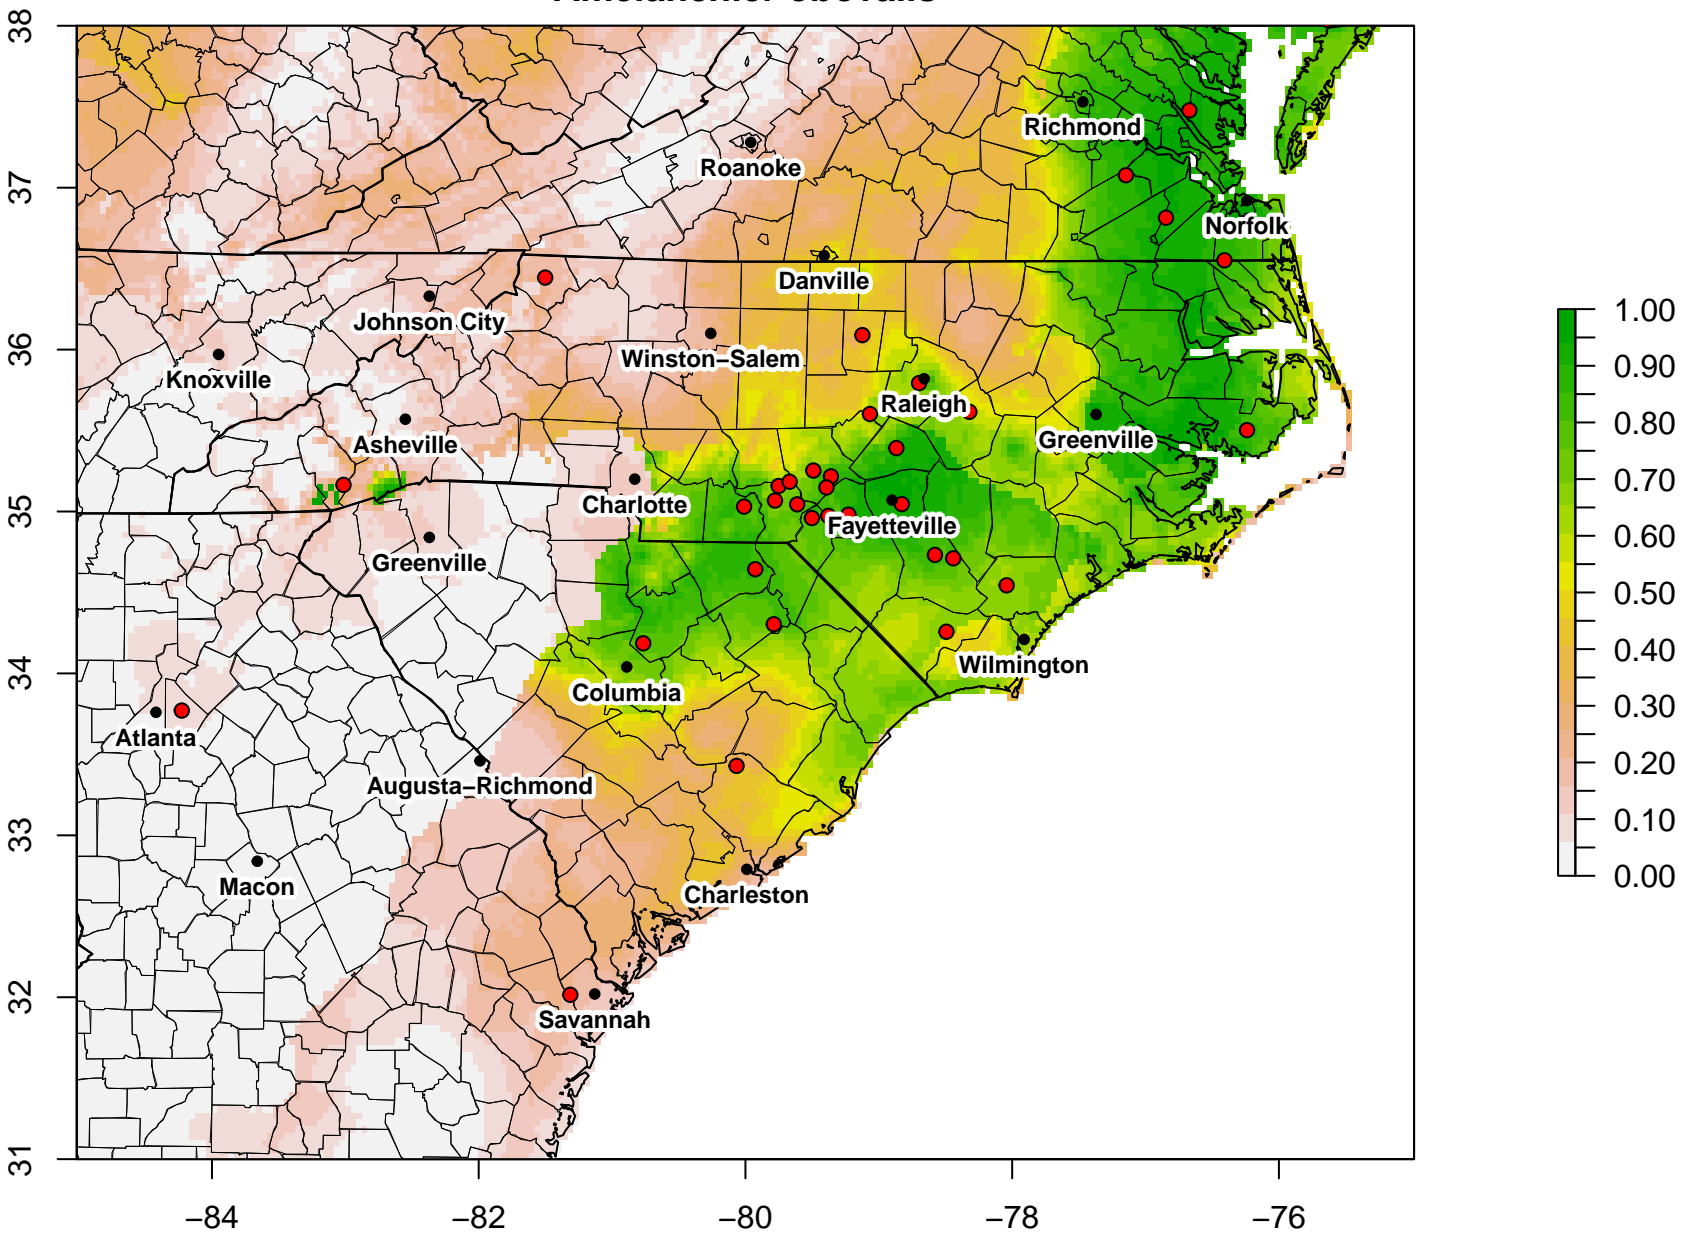 Amelanchier obovalis
38
37
36
35
34
33
32
31
Richmond
Roanoke
Norfolk
Danville
Johnson City
Winston−Salem
Knoxville
Raleigh
Asheville
Greenville
Charlotte
Fayetteville
Greenville
Wilmington
Columbia
Atlanta
Augusta−Richmond
Macon
Charleston
Savannah
−84
−82
−80
−78
−76
1.00
0.90
0.80
0.70
0.60
0.50
0.40
0.30
0.20
0.10
0.00